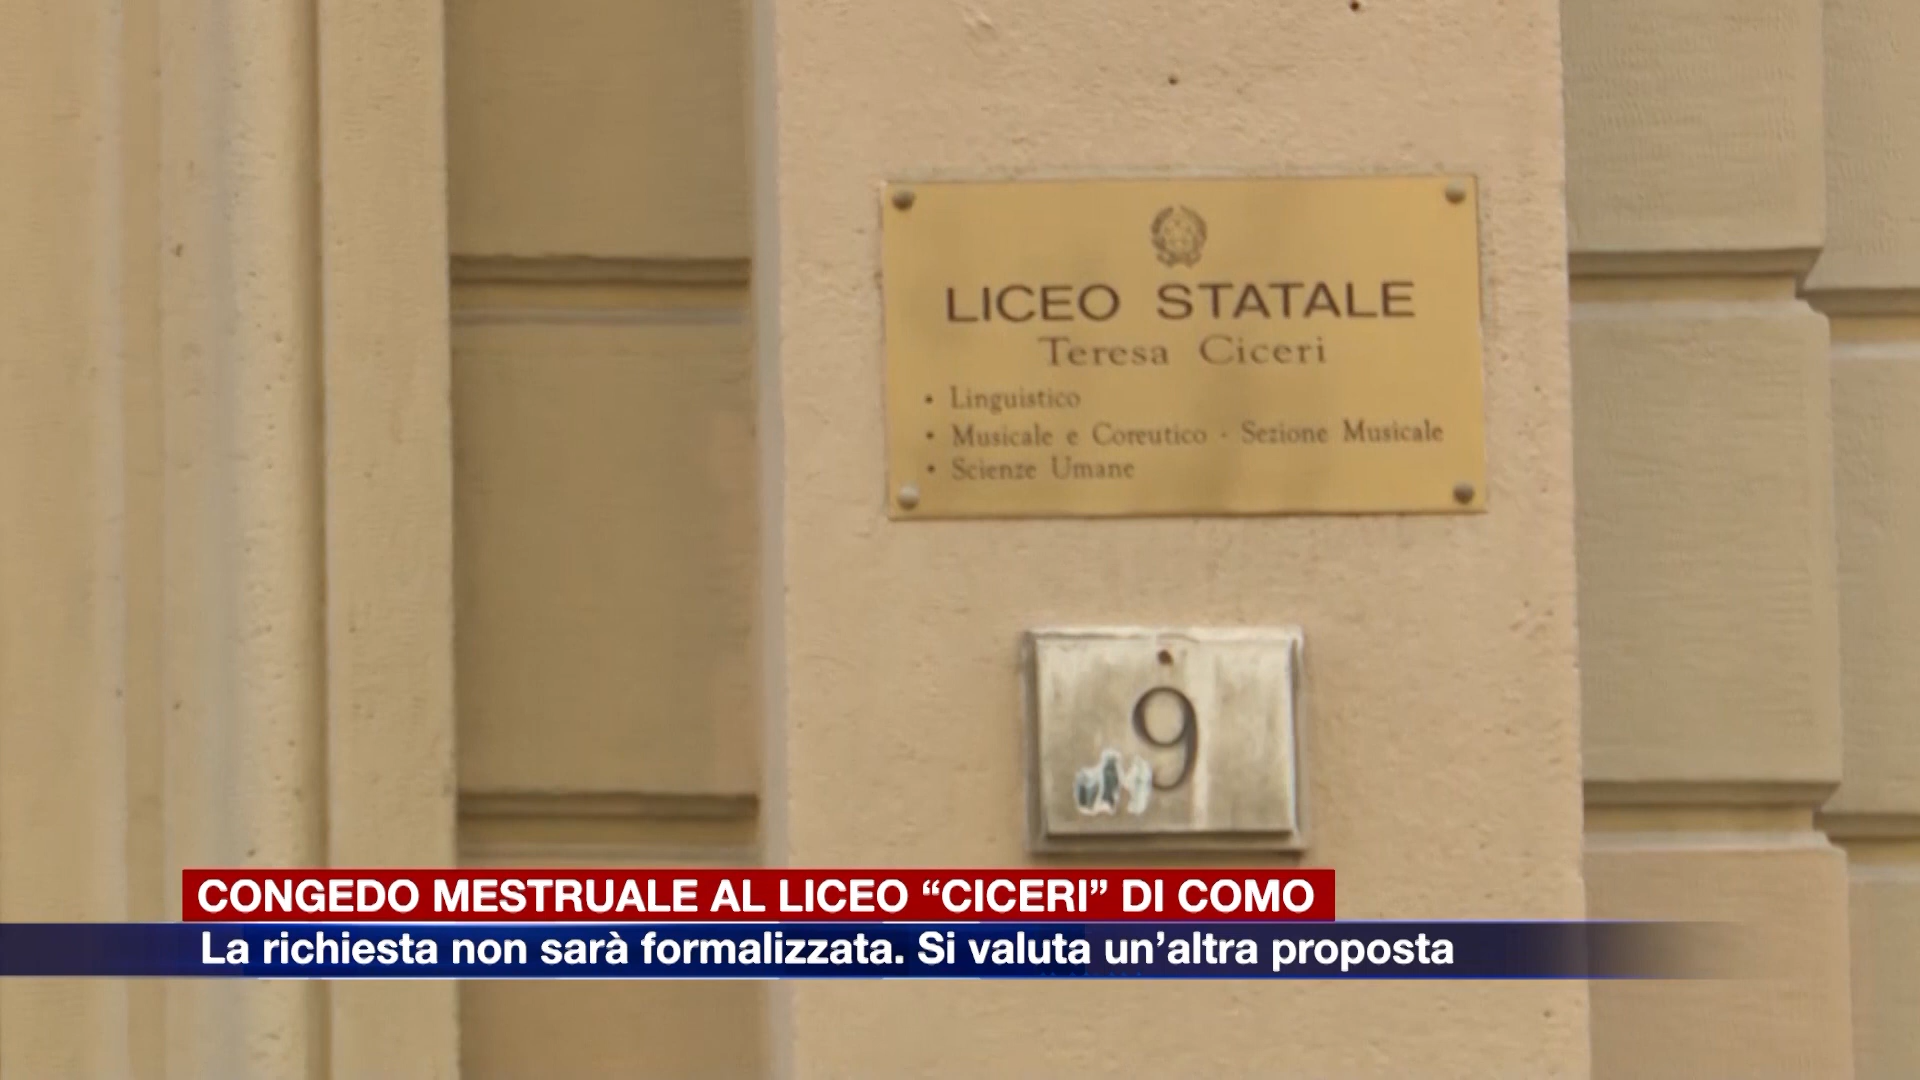 LICEO STATALE
Teresa Ciceri
• Linguistico
• Musicale e Coreutico - Sezione Musicale
• Scienze Umane
9
CONGEDO MESTRUALE AL LICEO “CICERI” DI COMO
La richiesta non sarà formalizzata. Si valuta un’altra proposta